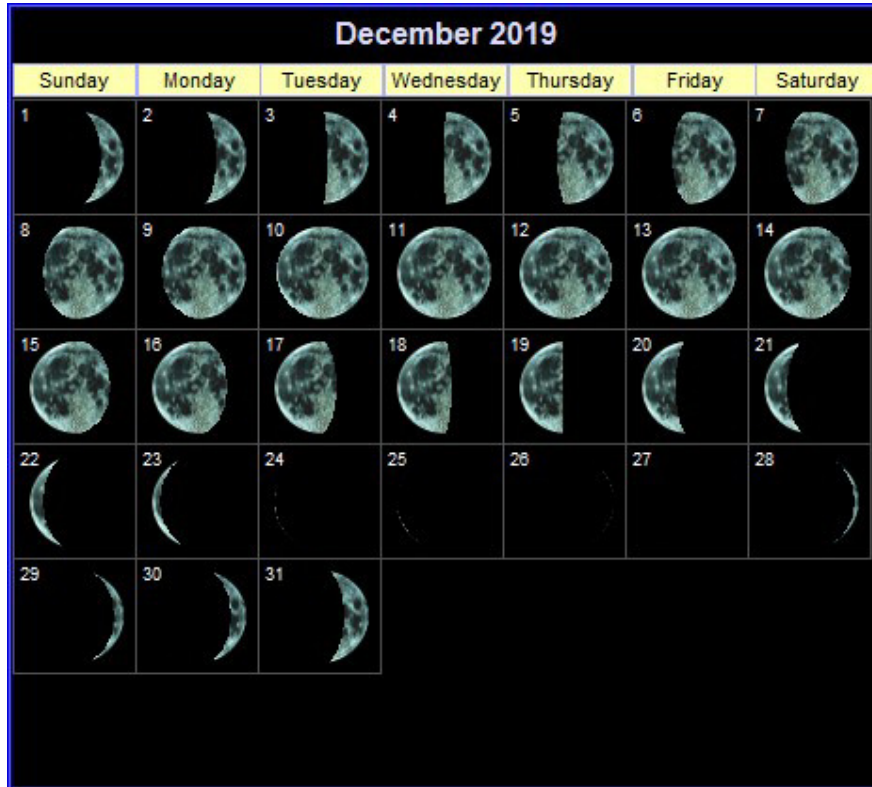 December 2019
Sunday Monday Tuesday Wednesday Thursday Friday Saturday
1 2 3 4 5 6 7
8 9 10 11 12 13 14
15 16 17 18 19 20 21
22 23 24 25 26 27 28
29 30 31